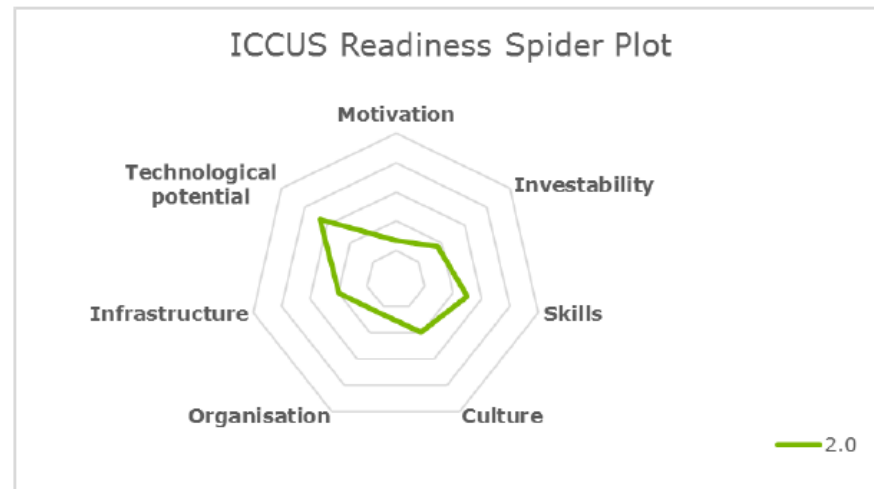 ICCUS Readiness Spider Plot
Motivation
Technological
potential
Investability
Infrastructure
Skills
Organisation
Culture
2.0